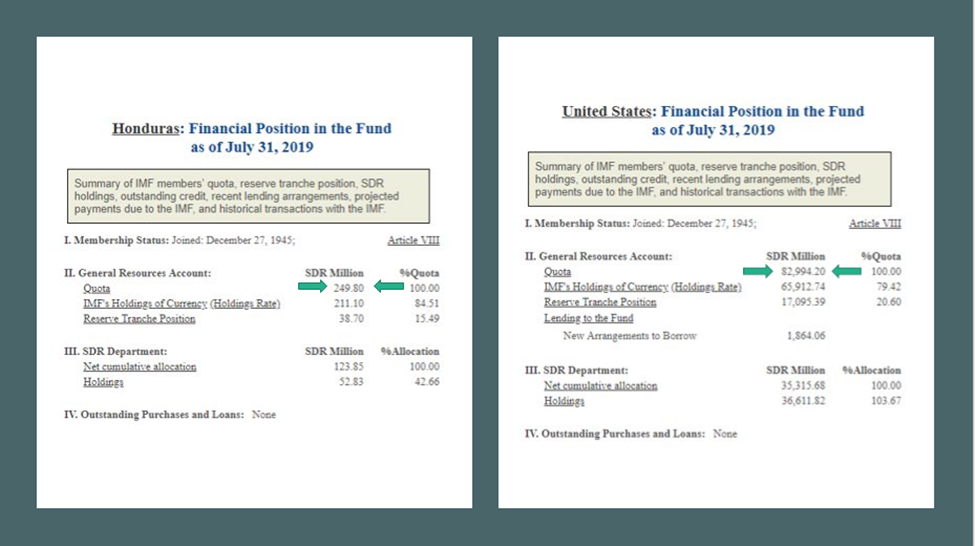 Honduras: Financial Position in the Fund
as of July 31, 2019
Summary of IMF members' quota, reserve tranche position, SDR
holdings, outstanding credit, recent lending arrangements, projected
payments due to the IMF, and historical transactions with the IMF.
I. Membership Status: Joined: December 27, 1945; Article VIII
II. General Resources Account: SDR Million %Quota
Quota 249.80 100.00
IMF's Holdings of Currency (Holdings Rate) 211.10 84.51
Reserve Tranche Position 38.70 15.49
III. SDR Department: SDR Million %Allocation
Net cumulative allocation 123.85 100.00
Holdings 52.83 42.66
IV. Outstanding Purchases and Loans: None
United States: Financial Position in the Fund
as of July 31, 2019
Summary of IMF members' quota, reserve tranche position, SDR
holdings, outstanding credit, recent lending arrangements, projected
payments due to the IMF, and historical transactions with the IMF.
I. Membership Status: Joined: December 27, 1945; Article VIII
II. General Resources Account: SDR Million %Quota
Quota 82,994.20 100.00
IMF's Holdings of Currency (Holdings Rate) 65,912.74 79.42
Reserve Tranche Position 17,095.39 20.60
Lending to the Fund
New Arrangements to Borrow 1,864.06
III. SDR Department: SDR Million %Allocation
Net cumulative allocation 35,315.68 100.00
Holdings 36,611.82 103.67
IV. Outstanding Purchases and Loans: None